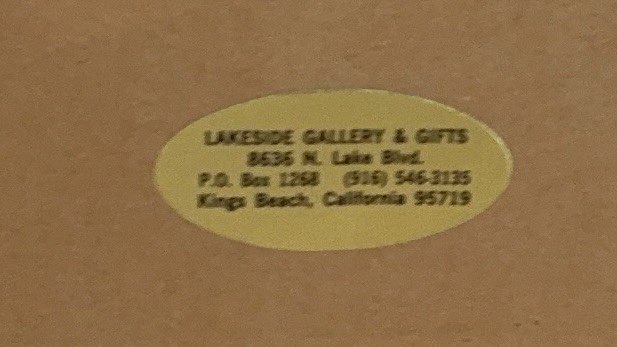 LAKESIDE GALLERY & GIFTS
8636 N. Lake Blvd.
P.O. Box 1268 (916) 546-3135
Kings Beach, California 95719